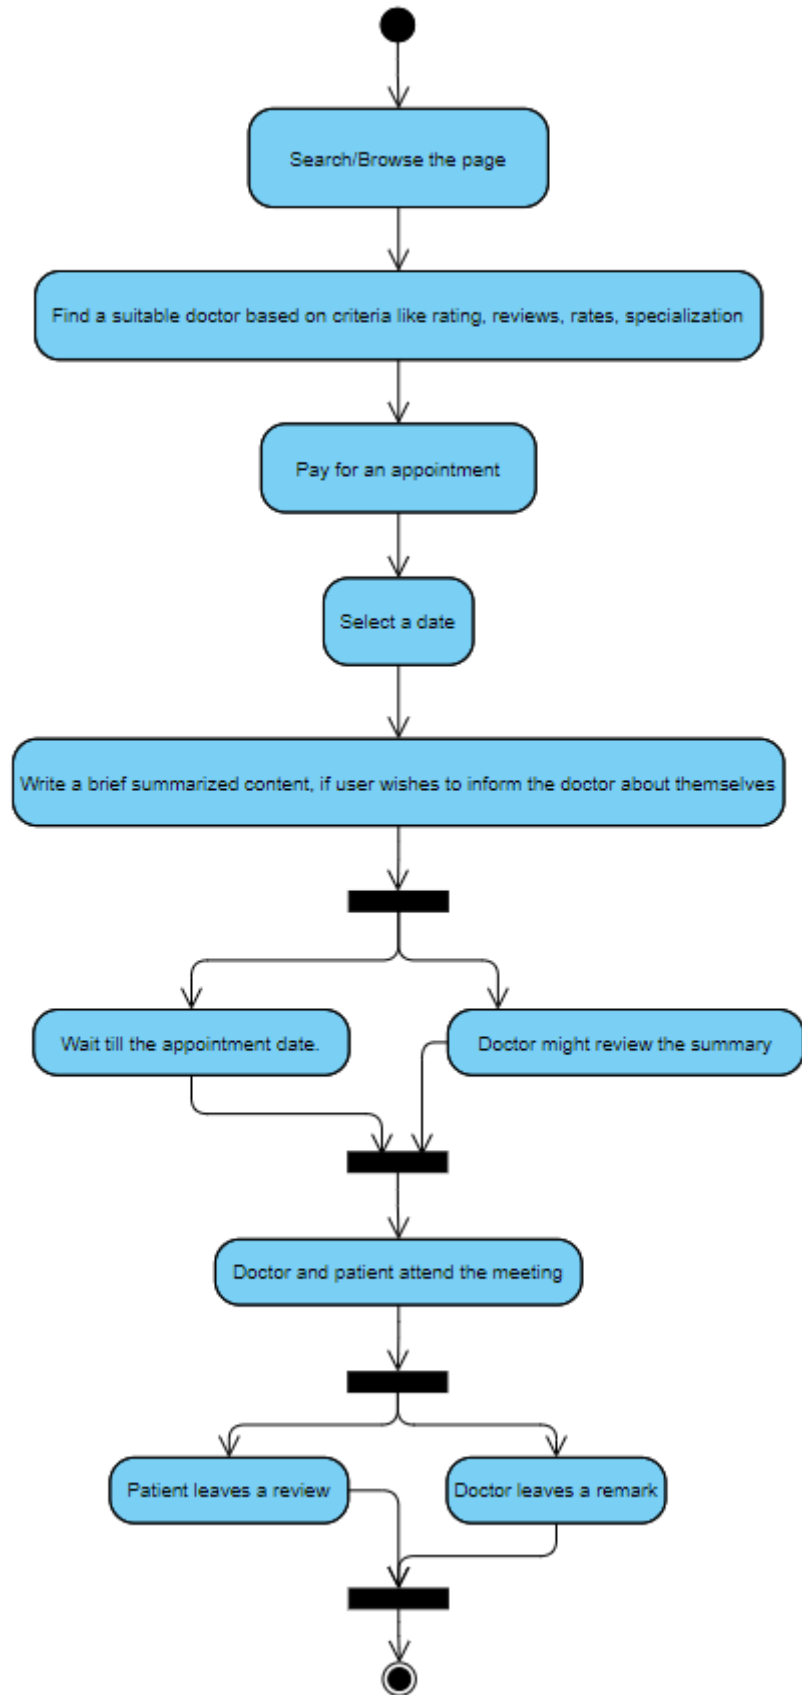 Search/Browse the page
Find a suitable doctor based on criteria like rating, reviews, rates, specialization
Pay for an appointment
Select a date
Write a brief summarized content, if user wishes to inform the doctor about themselves
Wait till the appointment date.
Doctor might review the summary
Doctor and patient attend the meeting
Patient leaves a review
Doctor leaves a remark